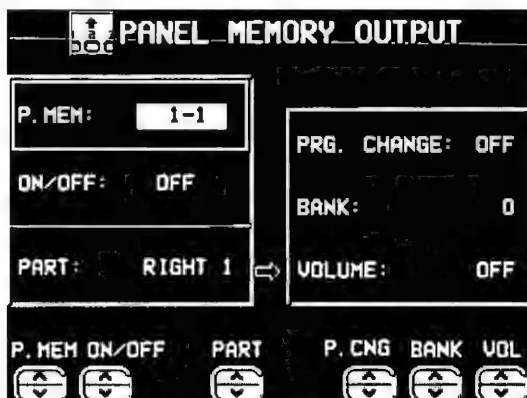 PANEL MEMORY OUTPUT
P.MEM: 1-1
ON/OFF: OFF
PART: RIGHT 1
PRG. CHANGE: OFF
BANK: 0
VOLUME: OFF
P.MEM ON/OFF PART P.CNG BANK VOL